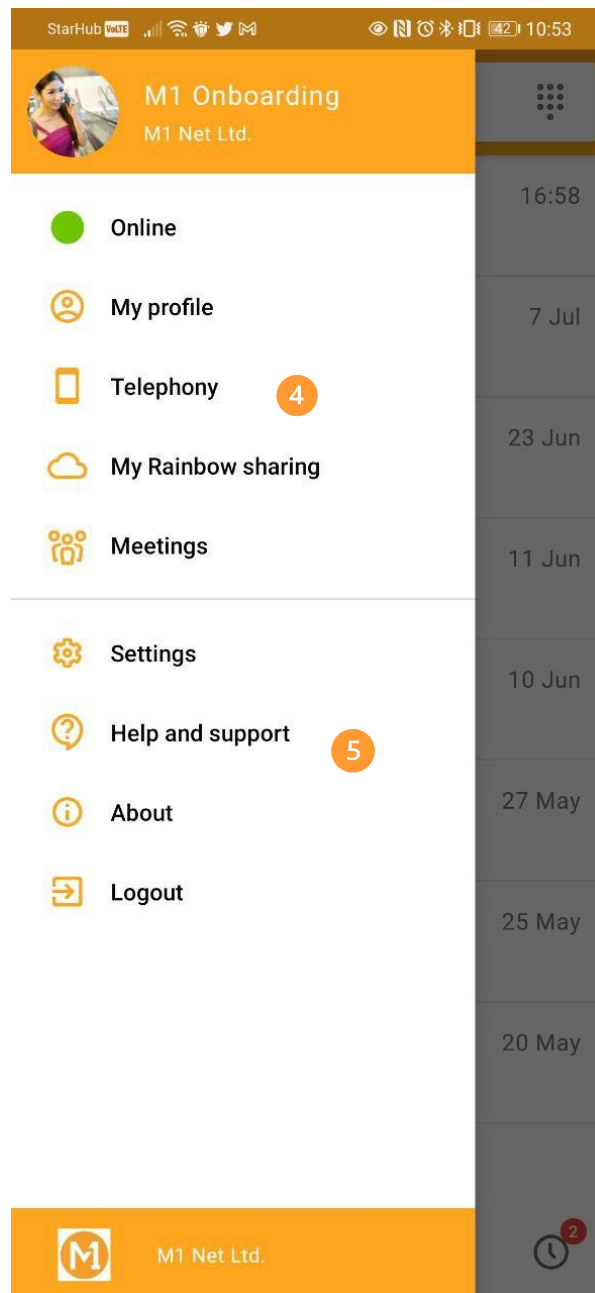 StarHub VoLTE 42 10:53
M1 Onboarding
M1 Net Ltd.
16:58
Online
My profile
7 Jul
Telephony
4
23 Jun
My Rainbow sharing
Meetings
11 Jun
Settings
10 Jun
Help and support
5
27 May
About
Logout
25 May
20 May
2
M1 M1 Net Ltd.